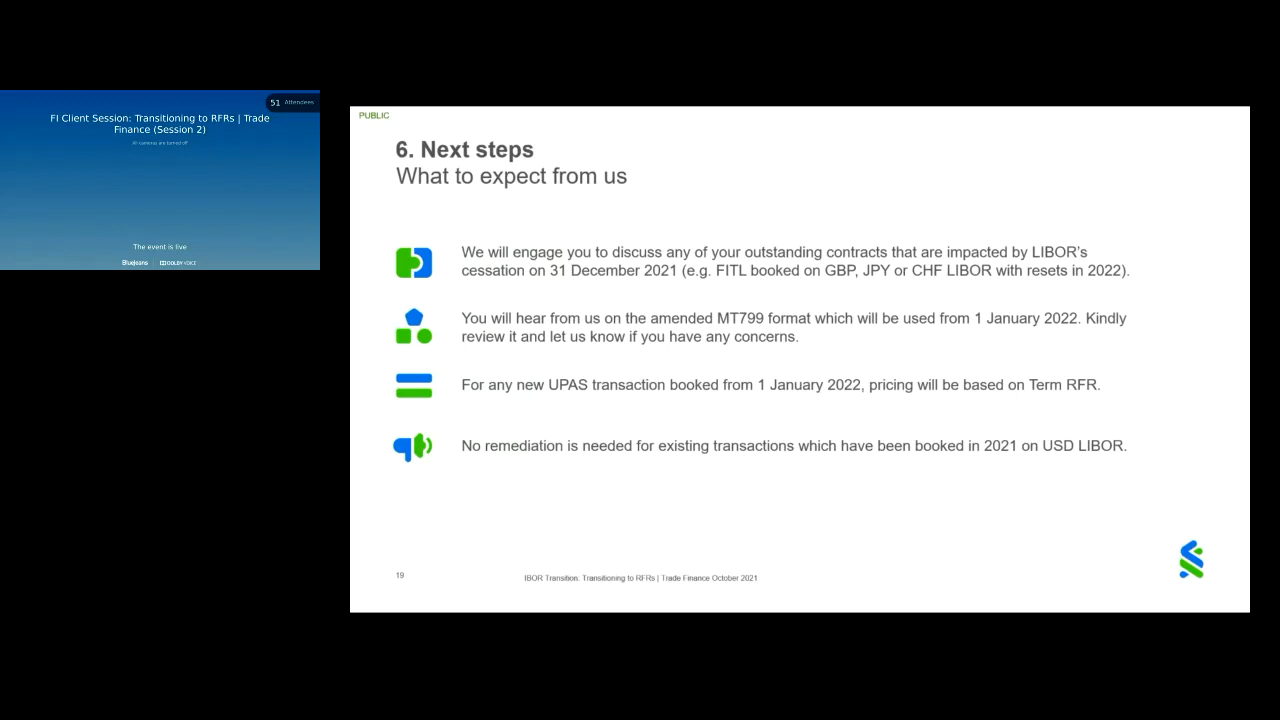 51 Attendees
FI Client Session: Transitioning to RFRs | Trade
Finance (Session 2)
All cameras are turned off
The event is live
BlueJeans
DOLBY VOICE
PUBLIC
6. Next steps
What to expect from us
We will engage you to discuss any of your outstanding contracts that are impacted by LIBOR's
cessation on 31 December 2021 (e.g. FITL booked on GBP, JPY or CHF LIBOR with resets in 2022).
You will hear from us on the amended MT799 format which will be used from 1 January 2022. Kindly
review it and let us know if you have any concerns.
For any new UPAS transaction booked from 1 January 2022, pricing will be based on Term RFR.
No remediation is needed for existing transactions which have been booked in 2021 on USD LIBOR.
19
IBOR Transition: Transitioning to RFRs | Trade Finance October 2021